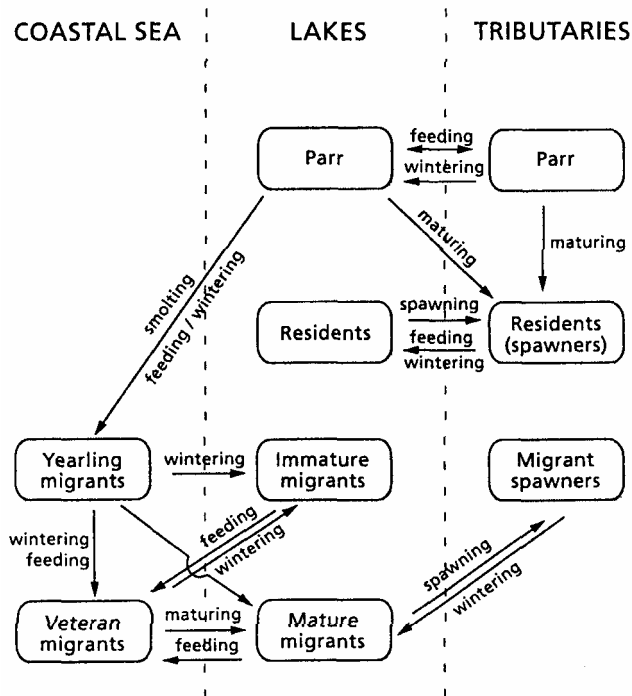 COASTAL SEA
LAKES
TRIBUTARIES
Parr
feeding
wintering
Parr
maturing
maturing
smolting
feeding / wintering
Residents
spawning
feeding
wintering
Residents
(spawners)
Yearling
migrants
wintering
Immature
migrants
Migrant
spawners
wintering
feeding
feeding
wintering
spawning
wintering
Veteran
migrants
maturing
feeding
Mature
migrants